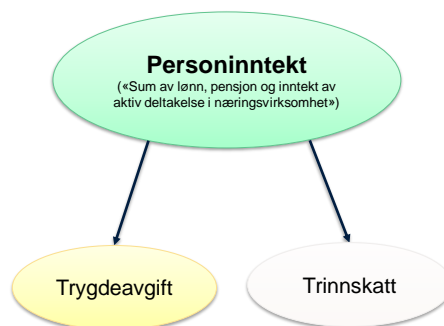 Personinntekt
(«Sum av lønn, pensjon og inntekt av
aktiv deltakelse i næringsvirksomhet»)
Trygdeavgift
Trinnskatt